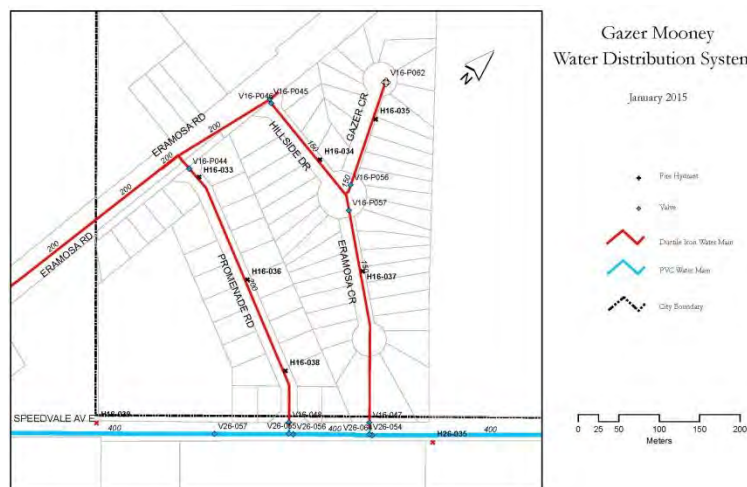 Gazer Mooney
Water Distribution System
January 2015
Fire Hydrant
Valve
Ductile Iron Water Main
PVC Water Main
City Boundary
0 25 50 100 150 200
Meters
N
V16-P062
V16-P046
V16-P045
GAZER CR
H16-035
ERAMOSA RD
200
HILLSIDE DR
150
H16-034
200
V16-P044
H16-033
150
V16-P056
200
V16-P057
200
ERAMOSA RD
ERAMOSA CR
150
H16-037
PROMENADE RD
H16-036
200
H16-038
SPEEDVALE AV E
H16-039
V16-048
V16-047
400
V26-057
V26-055
V26-056
400
V26-064
V26-054
400
H26-035